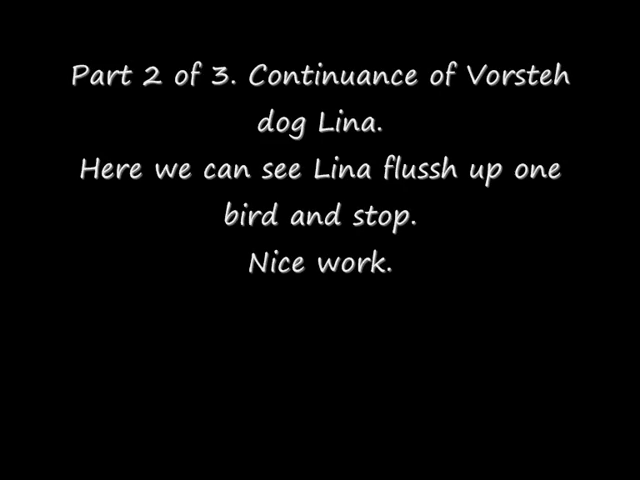 Part 2 of 3. Continuance of Vorsteh
dog Lina.
Here we can see Lina flussh up one
bird and stop.
Nice work.